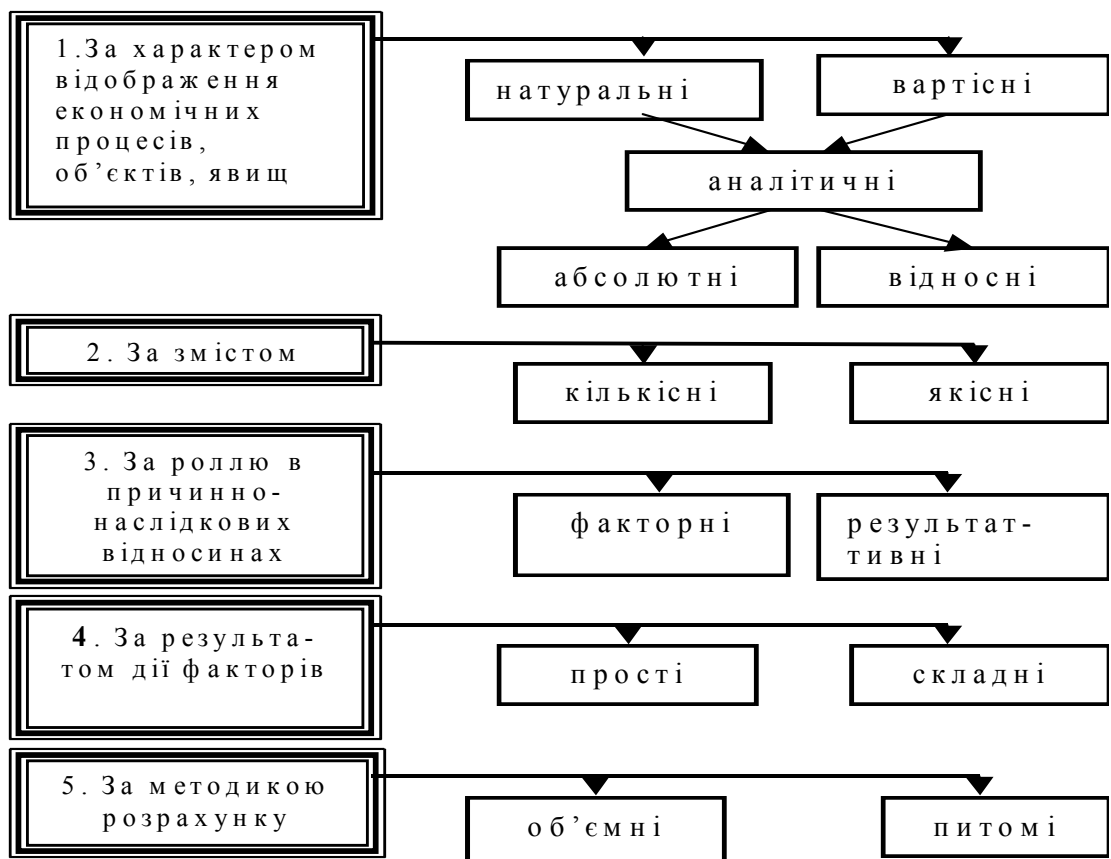 1.За характером
відображення
економічних
процесів,
об’єктів, явищ
натуральні
вартісні
аналітичні
абсолютні
відносні
2. За змістом
кількісні
якісні
3. За роллю в
причинно-
наслідкових
відносинах
факторні
результат-
тивні
4. За результа-
том дії факторів
прості
складні
5. За методикою
розрахунку
об’ємні
питомі